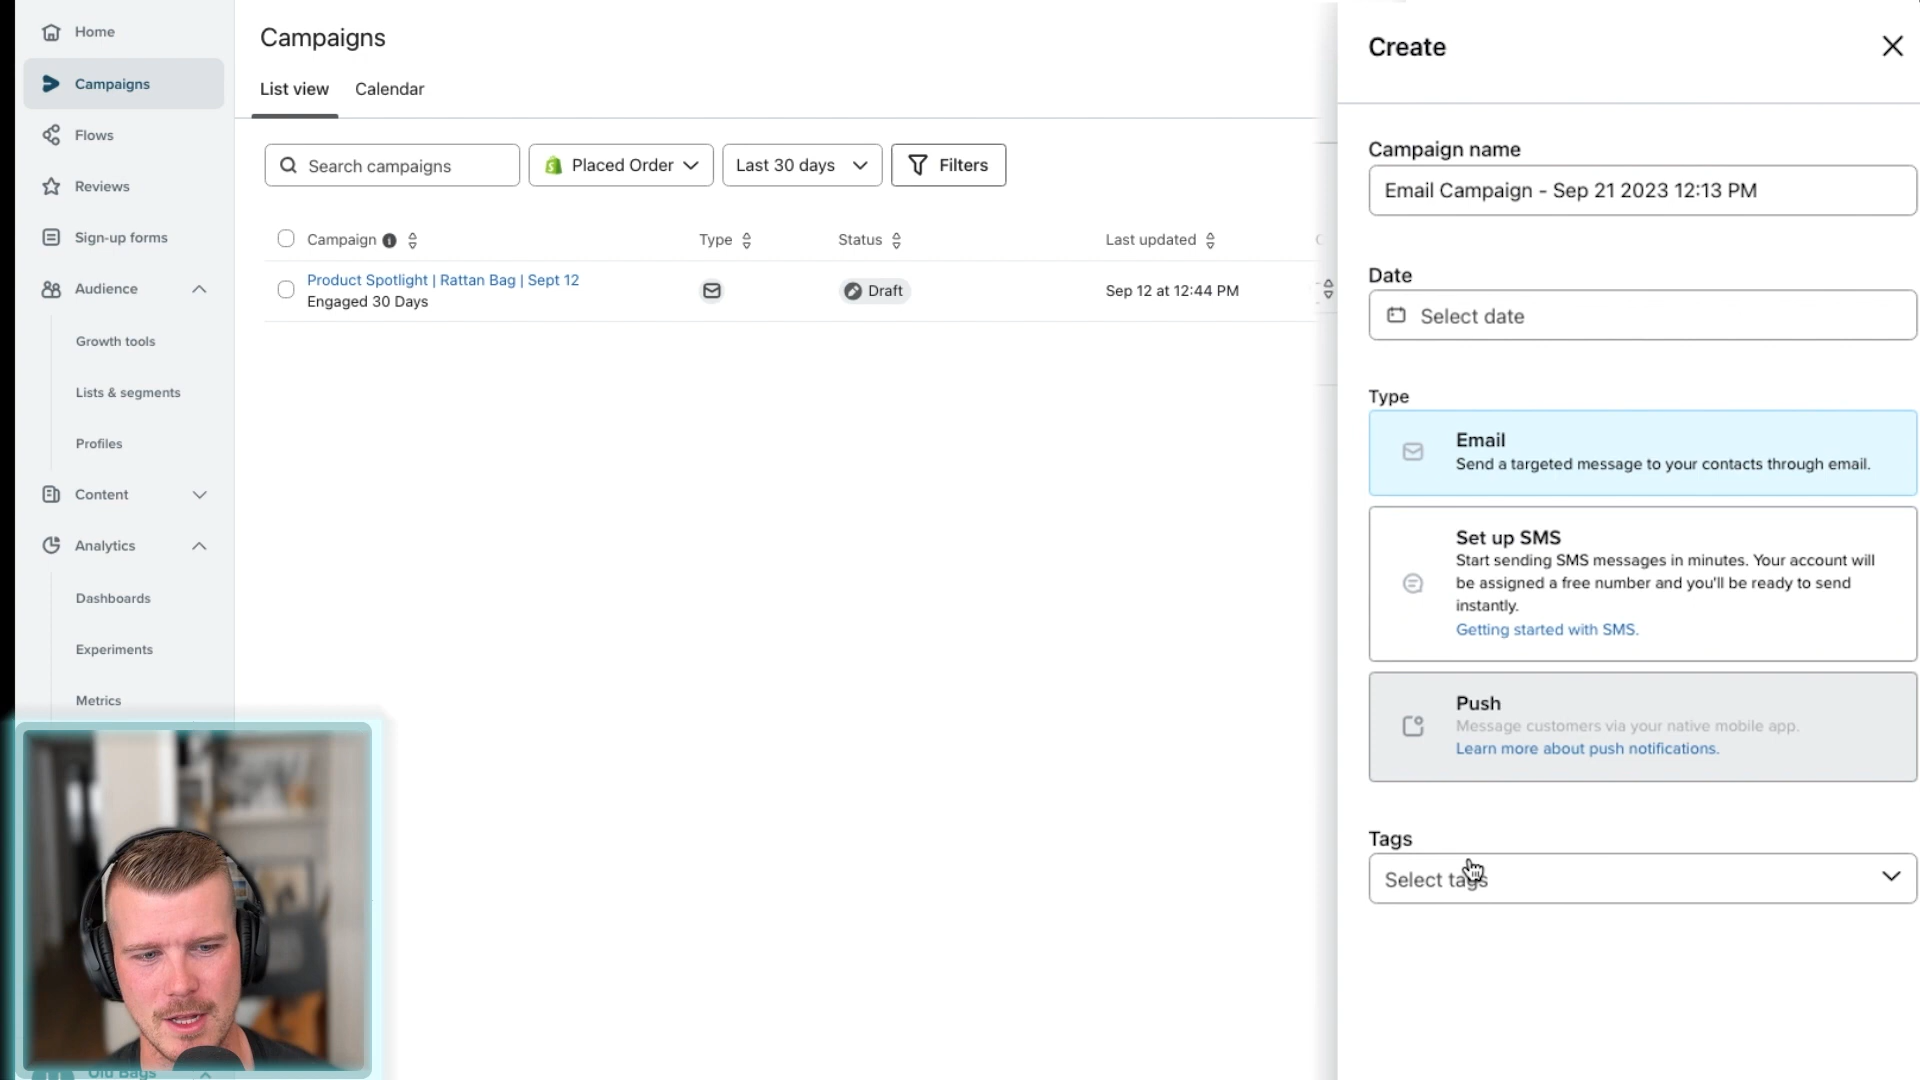 Home
Campaigns
Flows
Reviews
Sign-up forms
Audience
Growth tools
Lists & segments
Profiles
Content
Analytics
Dashboards
Experiments
Metrics
Campaigns
List view
Calendar
Search campaigns
Placed Order
Last 30 days
Filters
Campaign
Type
Status
Last updated
Product Spotlight | Rattan Bag | Sept 12
Engaged 30 Days
Draft
Sep 12 at 12:44 PM
Create
Campaign name
Email Campaign - Sep 21 2023 12:13 PM
Date
Select date
Type
Email
Send a targeted message to your contacts through email.
Set up SMS
Start sending SMS messages in minutes. Your account will
be assigned a free number and you'll be ready to send
instantly.
Getting started with SMS.
Push
Message customers via your native mobile app.
Learn more about push notifications.
Tags
Select tags